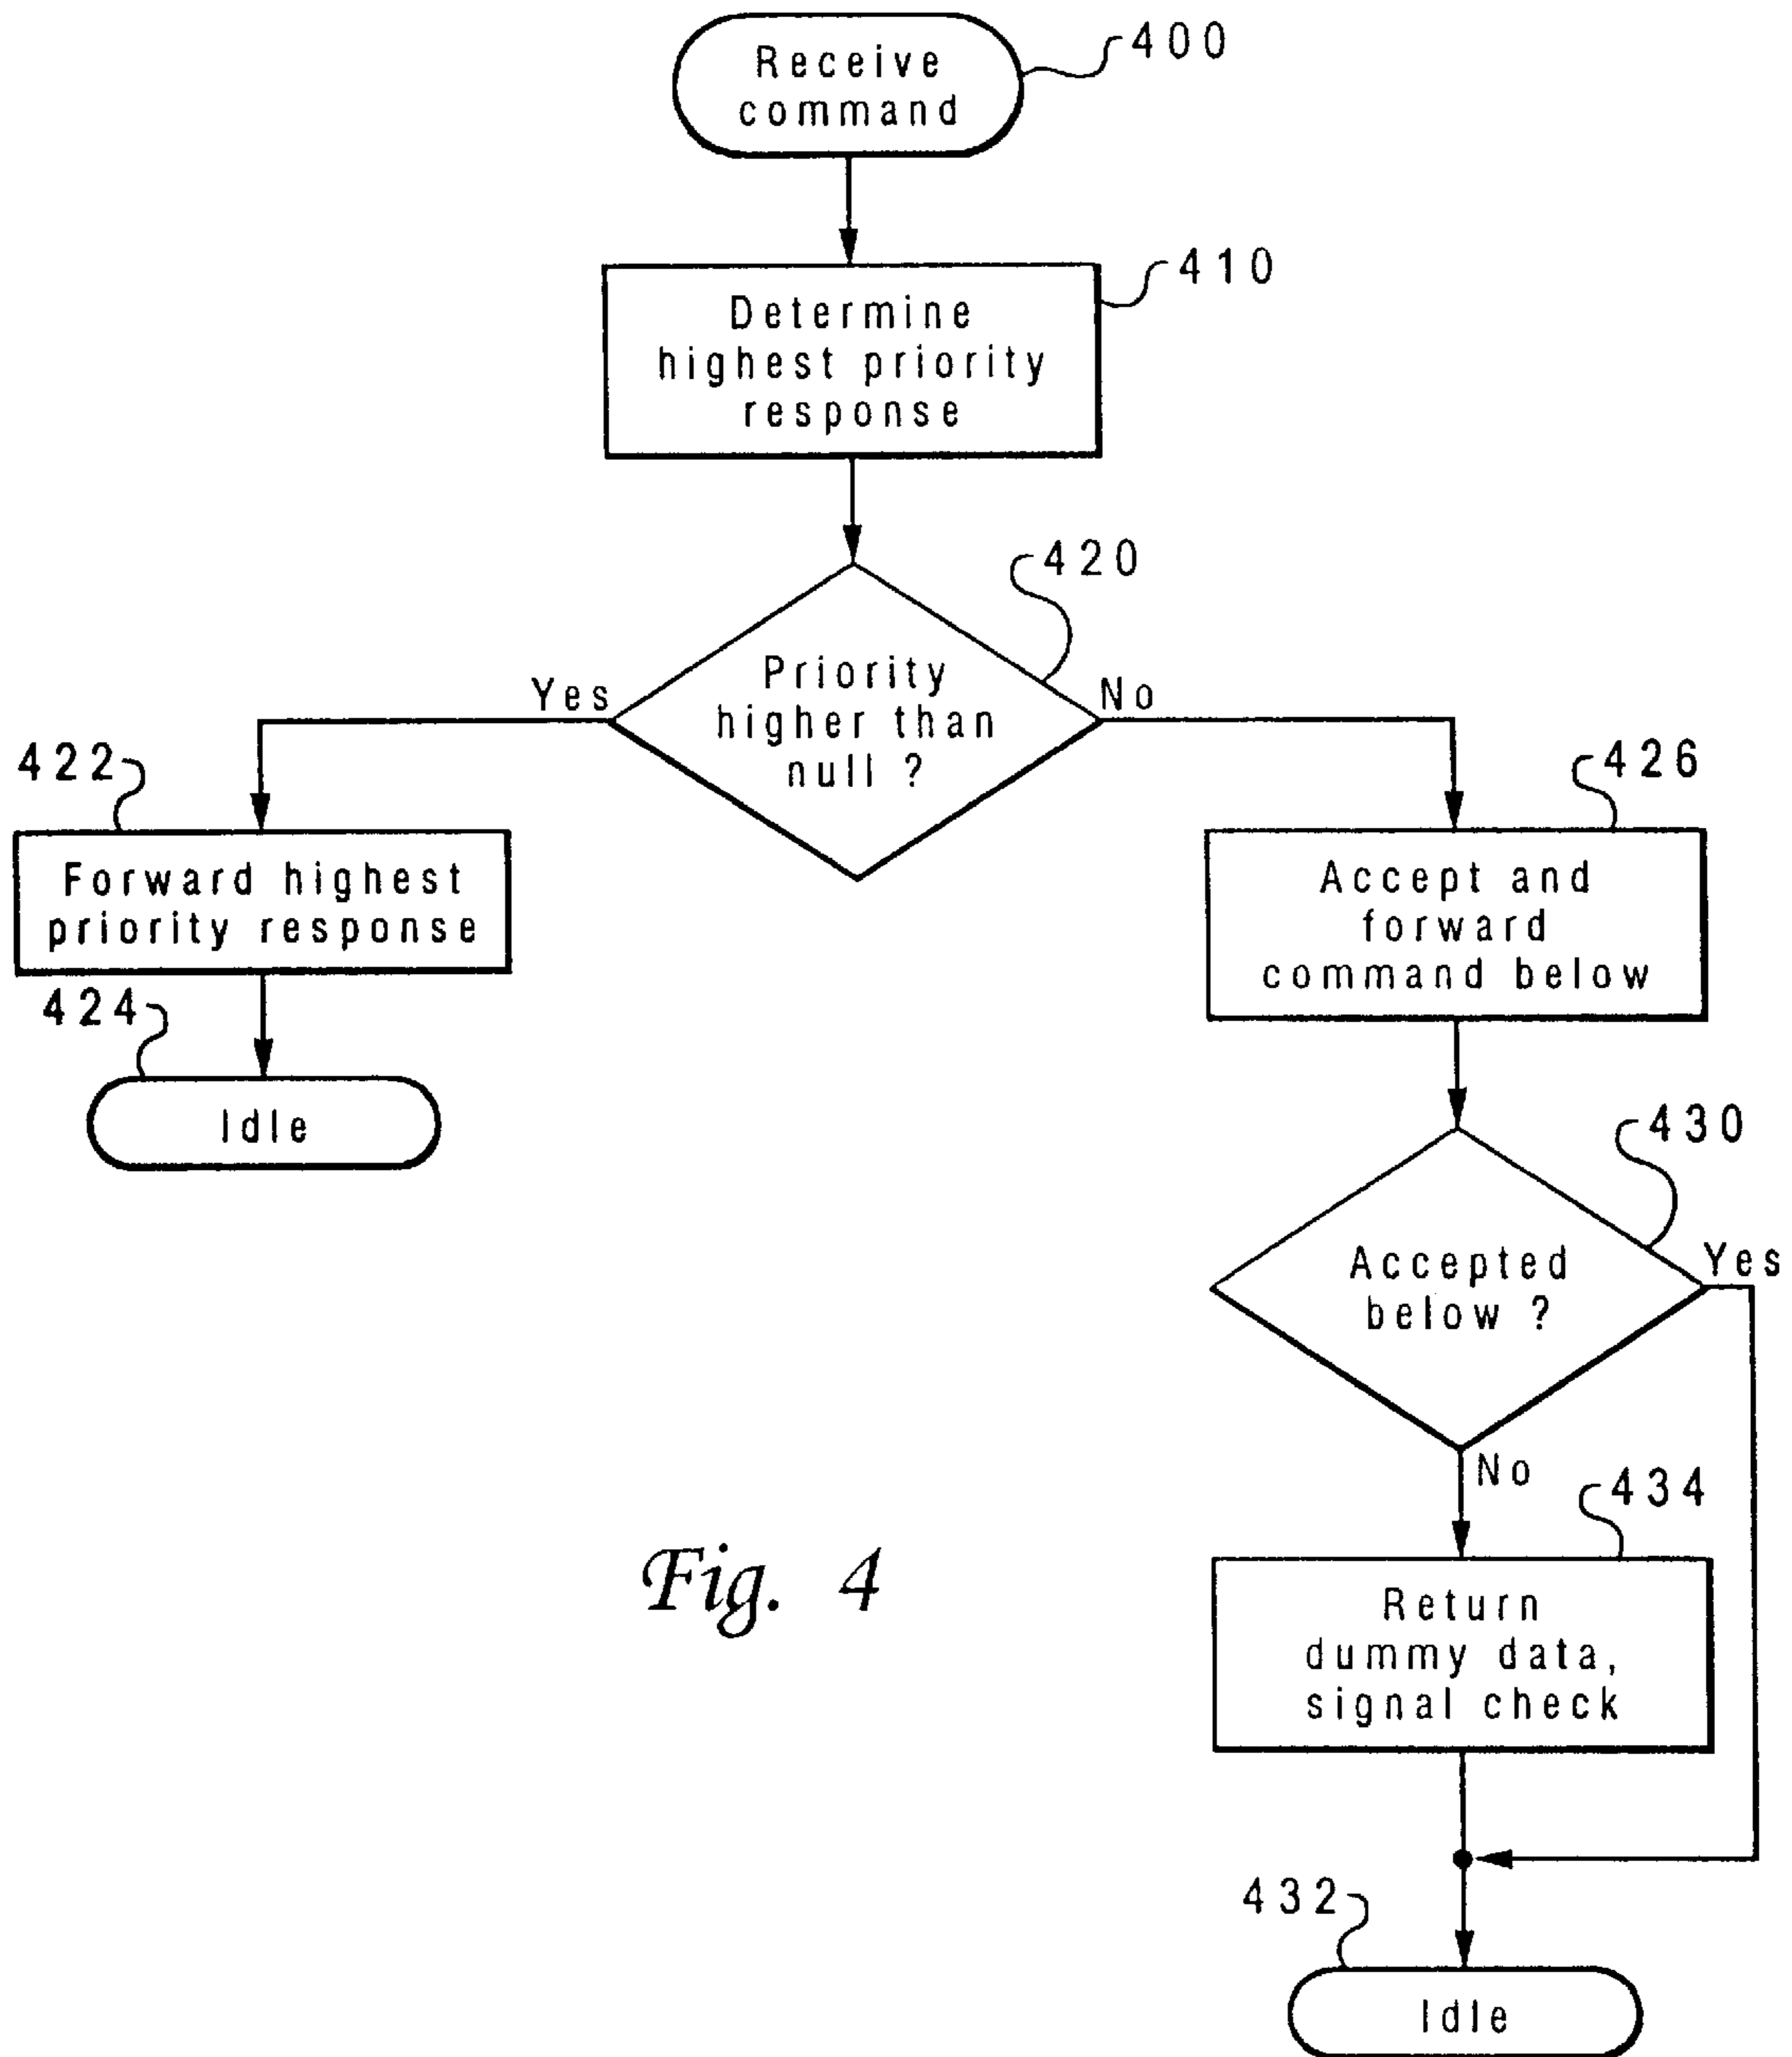 Receive
command
400
Determine
highest priority
response
410
420
Priority
higher than
null ?
Yes
No
422
Forward highest
priority response
424
Idle
426
Accept and
forward
command below
430
Accepted
below ?
Yes
No
434
Return
dummy data,
signal check
432
Idle
Fig. 4